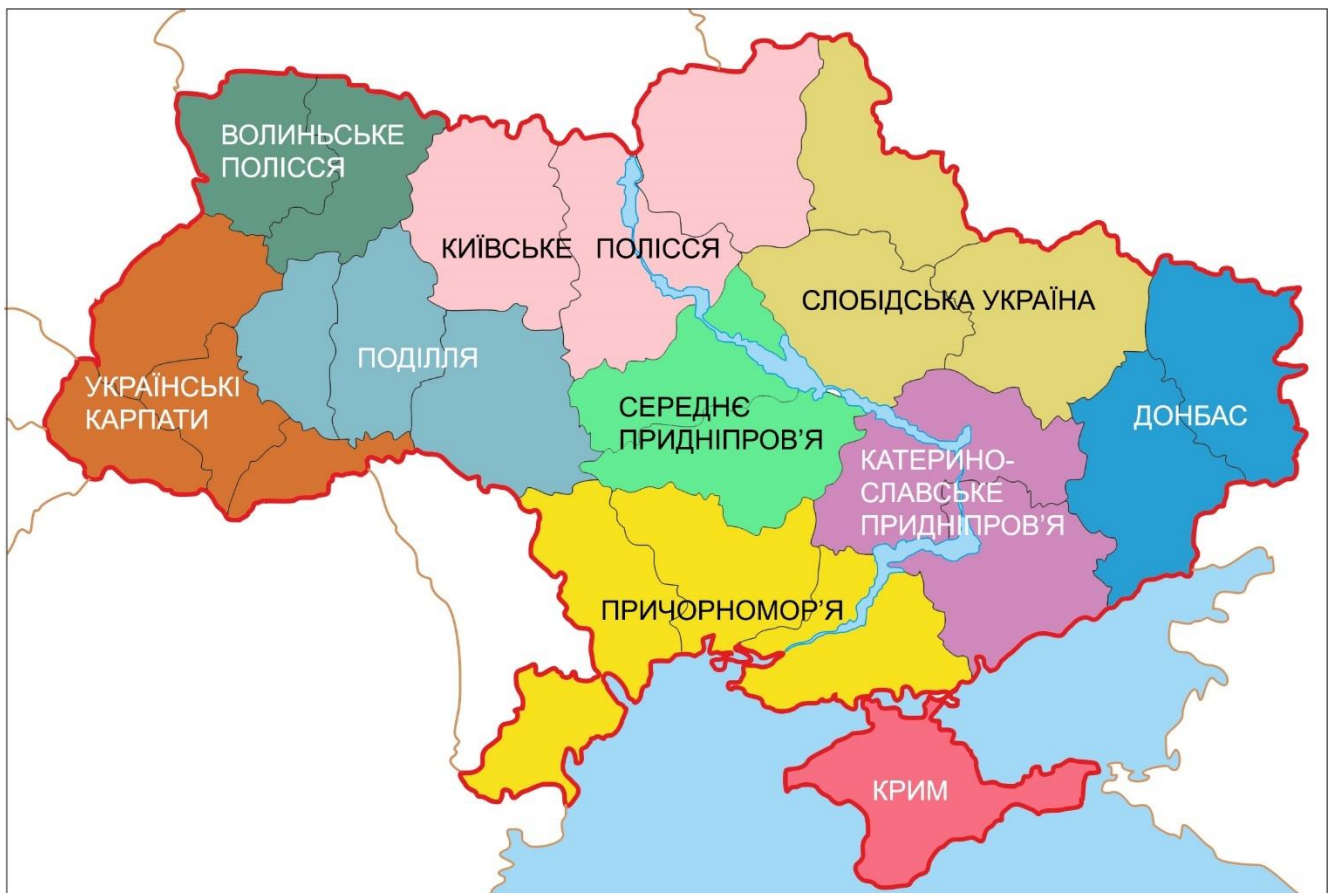 ВОЛИНЬСЬКЕ
ПОЛІССЯ
КИЇВСЬКЕ ПОЛІССЯ
СЛОБІДСЬКА УКРАЇНА
ПОДІЛЛЯ
УКРАЇНСЬКІ
КАРПАТИ
СЕРЕДНЄ
ПРИДНІПРОВ'Я
ДОНБАС
КАТЕРИНО-
СЛАВСЬКЕ
ПРИДНІПРОВ'Я
ПРИЧОРНОМОР'Я
КРИМ